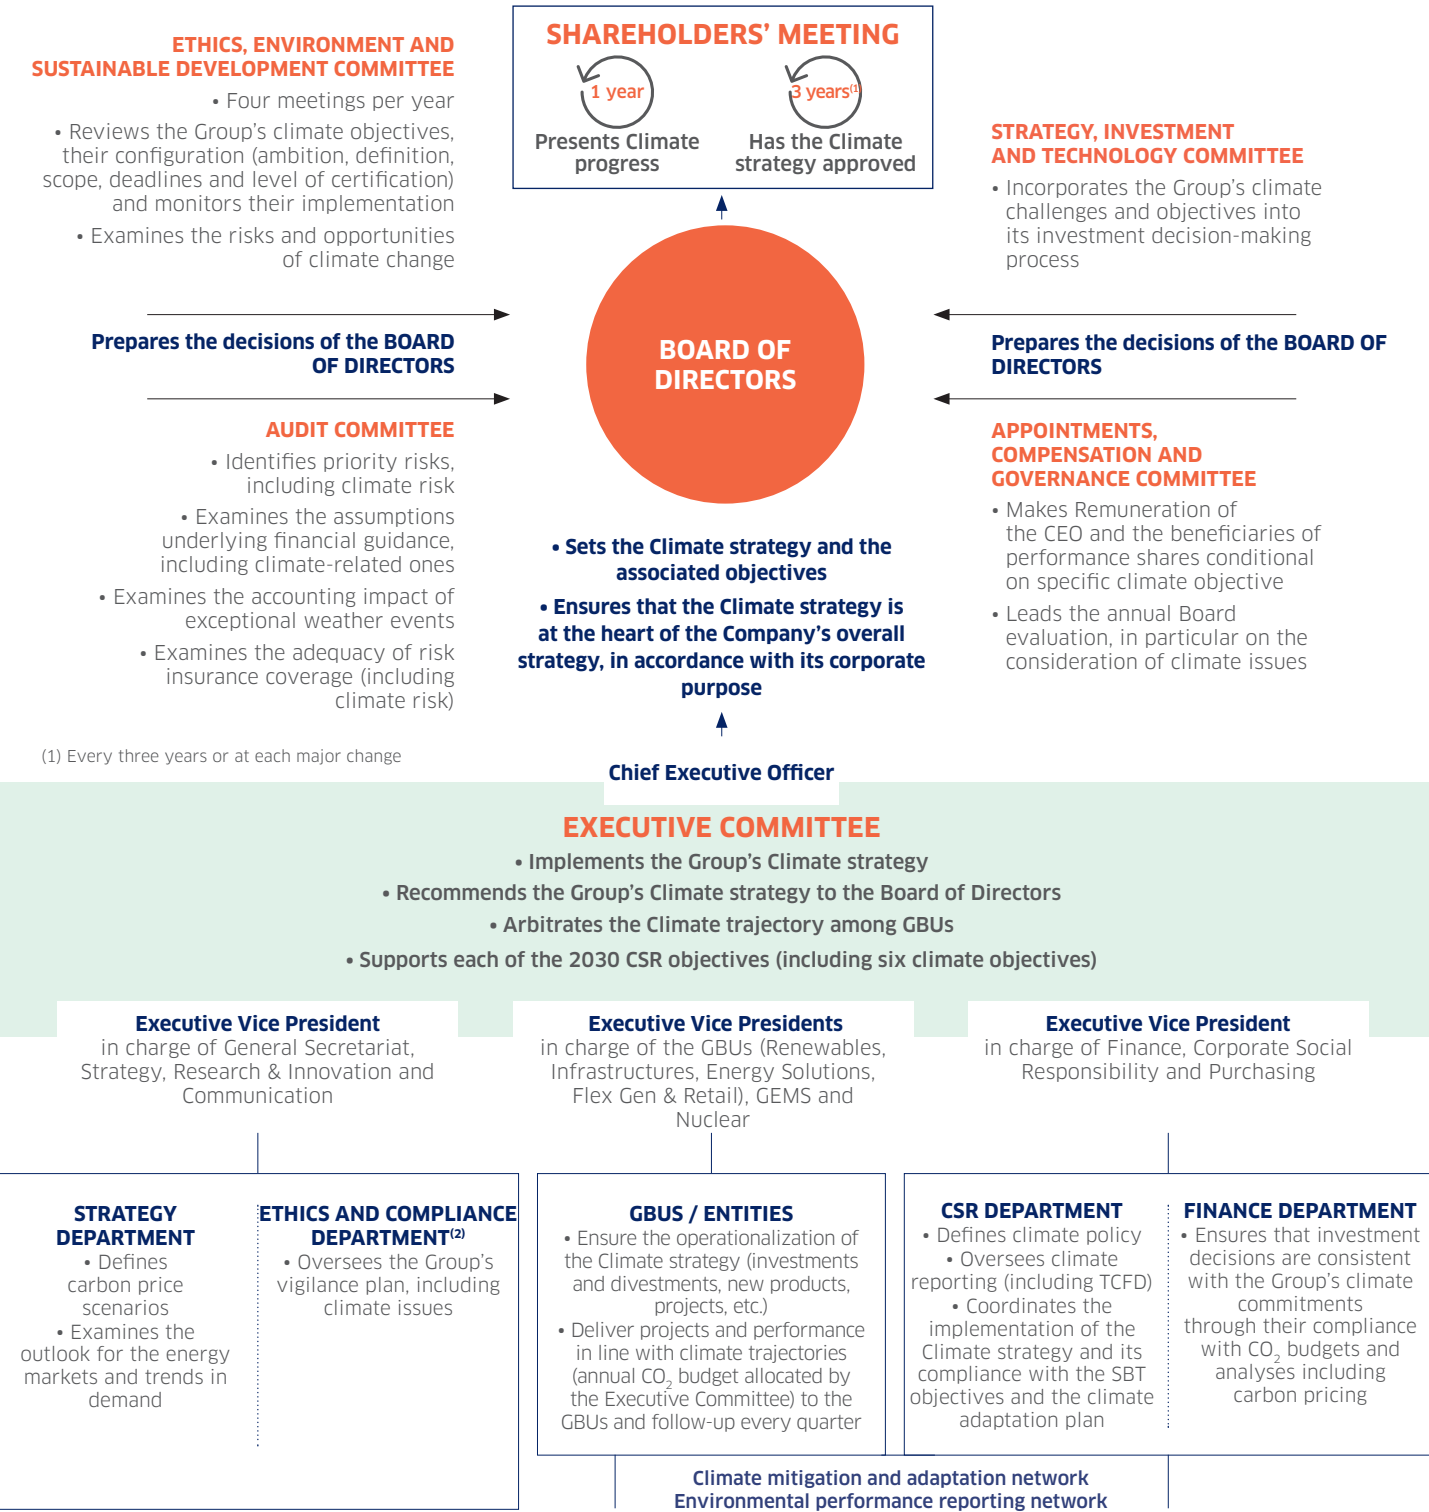 SHAREHOLDERS’ MEETING
1 year
3 years(1)
Presents Climate
progress
Has the Climate
strategy approved
ETHICS, ENVIRONMENT AND
SUSTAINABLE DEVELOPMENT COMMITTEE
• Four meetings per year
• Reviews the Group’s climate objectives,
their configuration (ambition, definition,
scope, deadlines and level of certification)
and monitors their implementation
• Examines the risks and opportunities
of climate change
Prepares the decisions of the BOARD
OF DIRECTORS
AUDIT COMMITTEE
• Identifies priority risks,
including climate risk
• Examines the assumptions
underlying financial guidance,
including climate-related ones
• Examines the accounting impact of
exceptional weather events
• Examines the adequacy of risk
insurance coverage (including
climate risk)
(1) Every three years or at each major change
BOARD OF
DIRECTORS
• Sets the Climate strategy and the
associated objectives
• Ensures that the Climate strategy is
at the heart of the Company’s overall
strategy, in accordance with its corporate
purpose
STRATEGY, INVESTMENT
AND TECHNOLOGY COMMITTEE
• Incorporates the Group’s climate
challenges and objectives into
its investment decision-making
process
Prepares the decisions of the BOARD OF
DIRECTORS
APPOINTMENTS,
COMPENSATION AND
GOVERNANCE COMMITTEE
• Makes Remuneration of
the CEO and the beneficiaries of
performance shares conditional
on specific climate objective
• Leads the annual Board
evaluation, in particular on the
consideration of climate issues
Chief Executive Officer
EXECUTIVE COMMITTEE
• Implements the Group’s Climate strategy
• Recommends the Group’s Climate strategy to the Board of Directors
• Arbitrates the Climate trajectory among GBUs
• Supports each of the 2030 CSR objectives (including six climate objectives)
Executive Vice President
in charge of General Secretariat,
Strategy, Research & Innovation and
Communication
Executive Vice Presidents
in charge of the GBUs (Renewables,
Infrastructures, Energy Solutions,
Flex Gen & Retail), GEMS and
Nuclear
Executive Vice President
in charge of Finance, Corporate Social
Responsibility and Purchasing
STRATEGY
DEPARTMENT
• Defines
carbon price
scenarios
• Examines the
outlook for the energy
markets and trends in
demand
ETHICS AND COMPLIANCE
DEPARTMENT(2)
• Oversees the Group’s
vigilance plan, including
climate issues
GBUS / ENTITIES
• Ensure the operationalization of
the Climate strategy (investments
and divestments, new products,
projects, etc.)
• Deliver projects and performance
in line with climate trajectories
(annual CO2 budget allocated by
the Executive Committee) to the
GBUs and follow-up every quarter
CSR DEPARTMENT
• Defines climate policy
• Oversees climate
reporting (including TCFD)
• Coordinates the
implementation of the
Climate strategy and its
compliance with the SBT
objectives and the climate
adaptation plan
FINANCE DEPARTMENT
• Ensures that investment
decisions are consistent
with the Group’s climate
commitments
through their compliance
with CO2 budgets and
analyses including
carbon pricing
Climate mitigation and adaptation network
Environmental performance reporting network